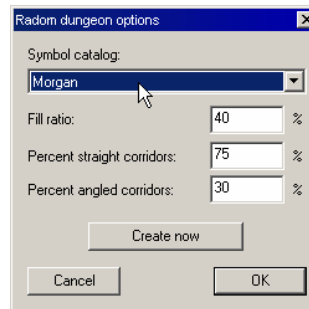 Radom dungeon options
Symbol catalog:
Morgan
Fill ratio: 40 %
Percent straight corridors: 75 %
Percent angled corridors: 30 %
Create now
Cancel OK